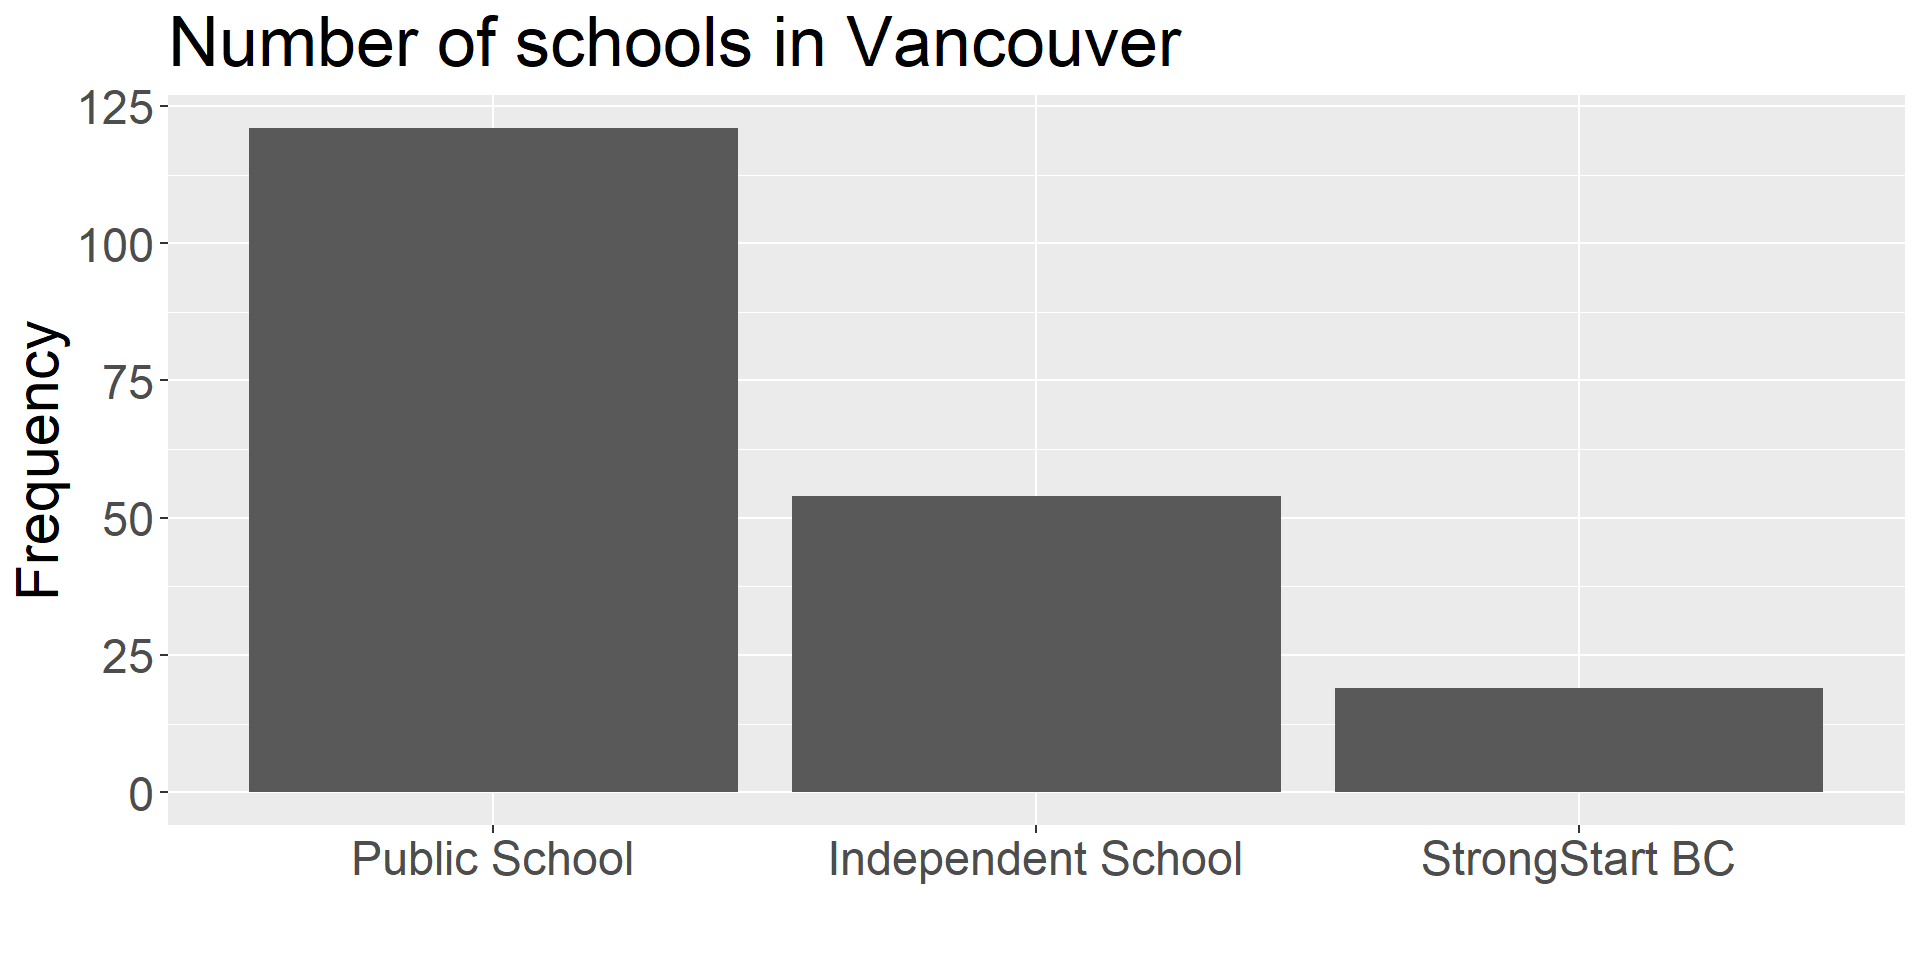 Number of schools in Vancouver
125
100
75
50
25
0
Frequency
Public School
Independent School
StrongStart BC